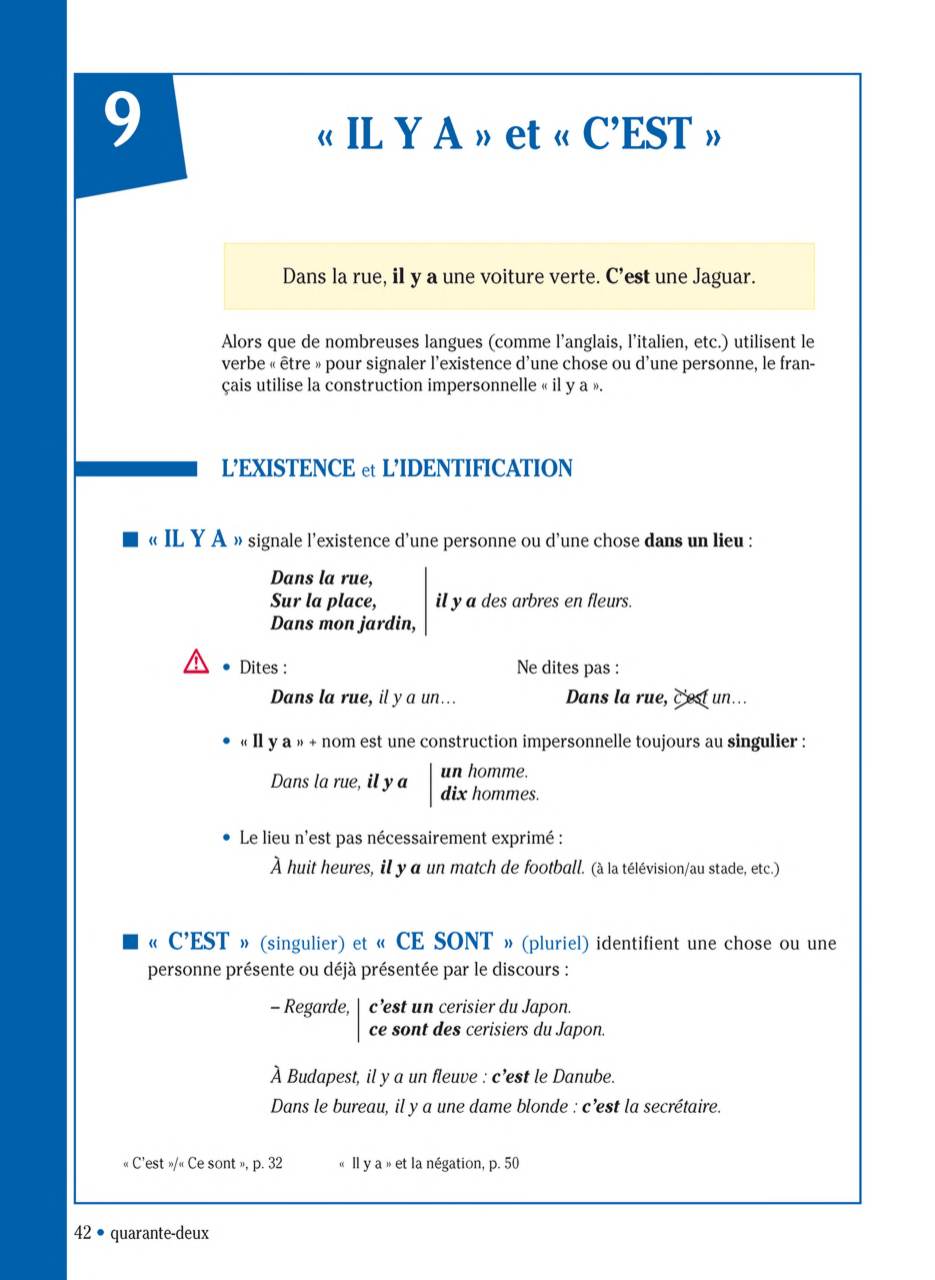 9
« IL Y A » et « C’EST »
Dans la rue, il y a une voiture verte. C’est une Jaguar.
Alors que de nombreuses langues (comme l’anglais, l’italien, etc.) utilisent le
verbe « être » pour signaler l’existence d’une chose ou d’une personne, le fran-
çais utilise la construction impersonnelle « il y a ».
L’EXISTENCE et L’IDENTIFICATION
■ « IL Y A » signale l’existence d’une personne ou d’une chose dans un lieu :
Dans la rue,
Sur la place,
Dans mon jardin,
il y a des arbres en fleurs.
• Dites :
Dans la rue, il y a un…
Ne dites pas :
Dans la rue, c’est un…
• « Il y a » + nom est une construction impersonnelle toujours au singulier :
Dans la rue, il y a
un homme.
dix hommes.
• Le lieu n’est pas nécessairement exprimé :
À huit heures, il y a un match de football. (à la télévision/au stade, etc.)
■ « C’EST » (singulier) et « CE SONT » (pluriel) identifient une chose ou une
personne présente ou déjà présentée par le discours :
– Regarde,
c’est un cerisier du Japon.
ce sont des cerisiers du Japon.
À Budapest, il y a un fleuve : c’est le Danube.
Dans le bureau, il y a une dame blonde : c’est la secrétaire.
« C’est »/« Ce sont », p. 32
« Il y a » et la négation, p. 50
42 • quarante-deux